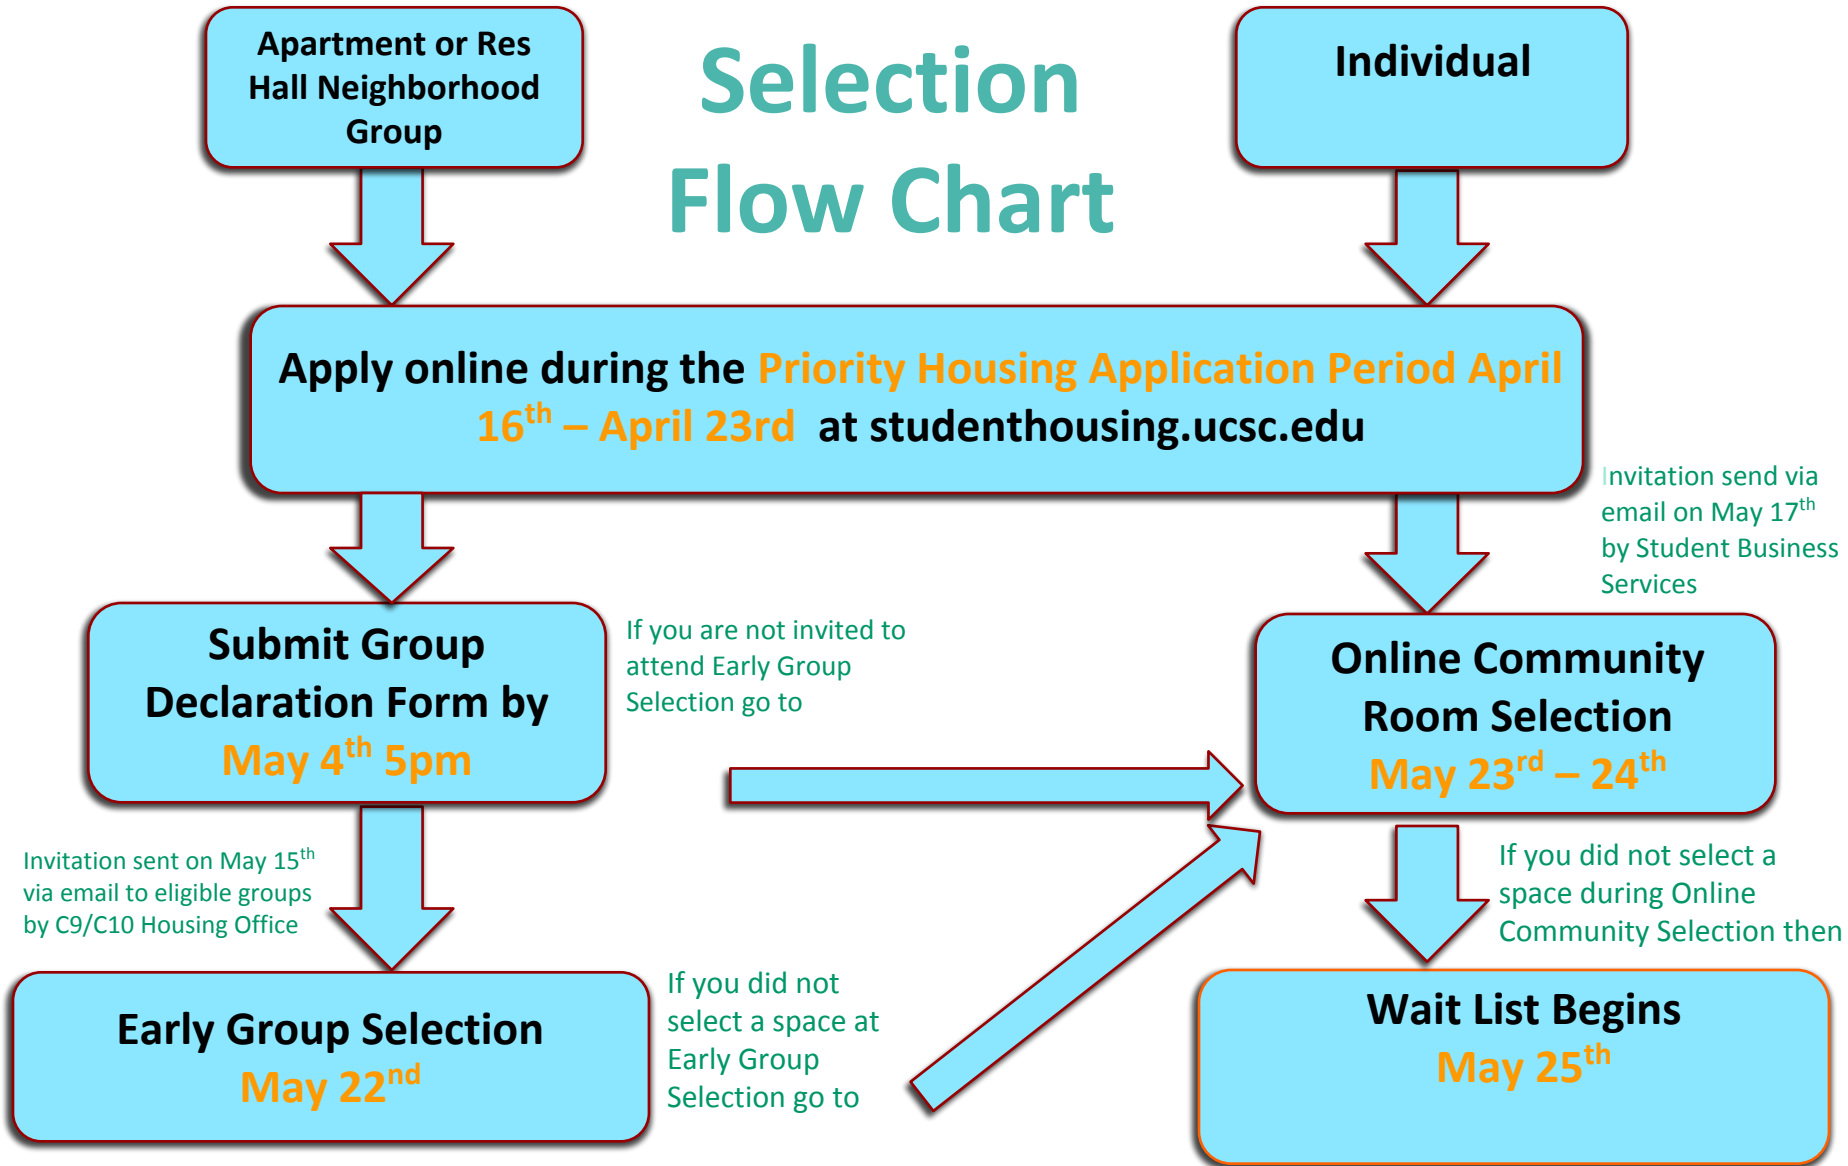 Apartment or Res
Hall Neighborhood
Group
Selection
Flow Chart
Individual
Apply online during the Priority Housing Application Period April
16th – April 23rd at studenthousing.ucsc.edu
Invitation send via
email on May 17th
by Student Business
Services
Submit Group
Declaration Form by
May 4th 5pm
If you are not invited to
attend Early Group
Selection go to
Online Community
Room Selection
May 23rd – 24th
Invitation sent on May 15th
via email to eligible groups
by C9/C10 Housing Office
If you did not select a
space during Online
Community Selection then
Early Group Selection
May 22nd
If you did not
select a space at
Early Group
Selection go to
Wait List Begins
May 25th